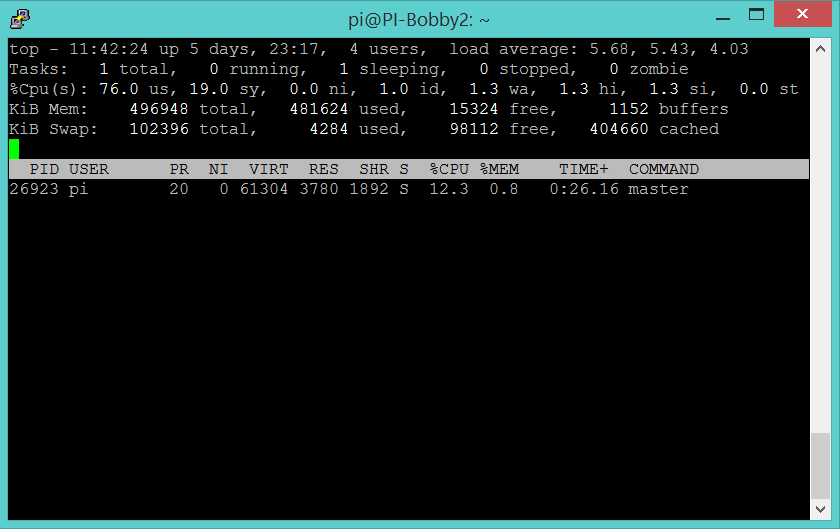 pi@PI-Bobby2: ~
top - 11:42:24 up 5 days, 23:17,  4 users,  load average: 5.68, 5.43, 4.03
Tasks:   1 total,   0 running,   1 sleeping,   0 stopped,   0 zombie
%Cpu(s): 76.0 us, 19.0 sy,  0.0 ni,  1.0 id,  1.3 wa,  1.3 hi,  1.3 si,  0.0 st
KiB Mem:    496948 total,   481624 used,    15324 free,     1152 buffers
KiB Swap:   102396 total,     4284 used,    98112 free,   404660 cached
  PID USER      PR  NI  VIRT  RES  SHR S  %CPU %MEM    TIME+  COMMAND
26923 pi        20   0 61304 3780 1892 S  12.3  0.8   0:26.16 master